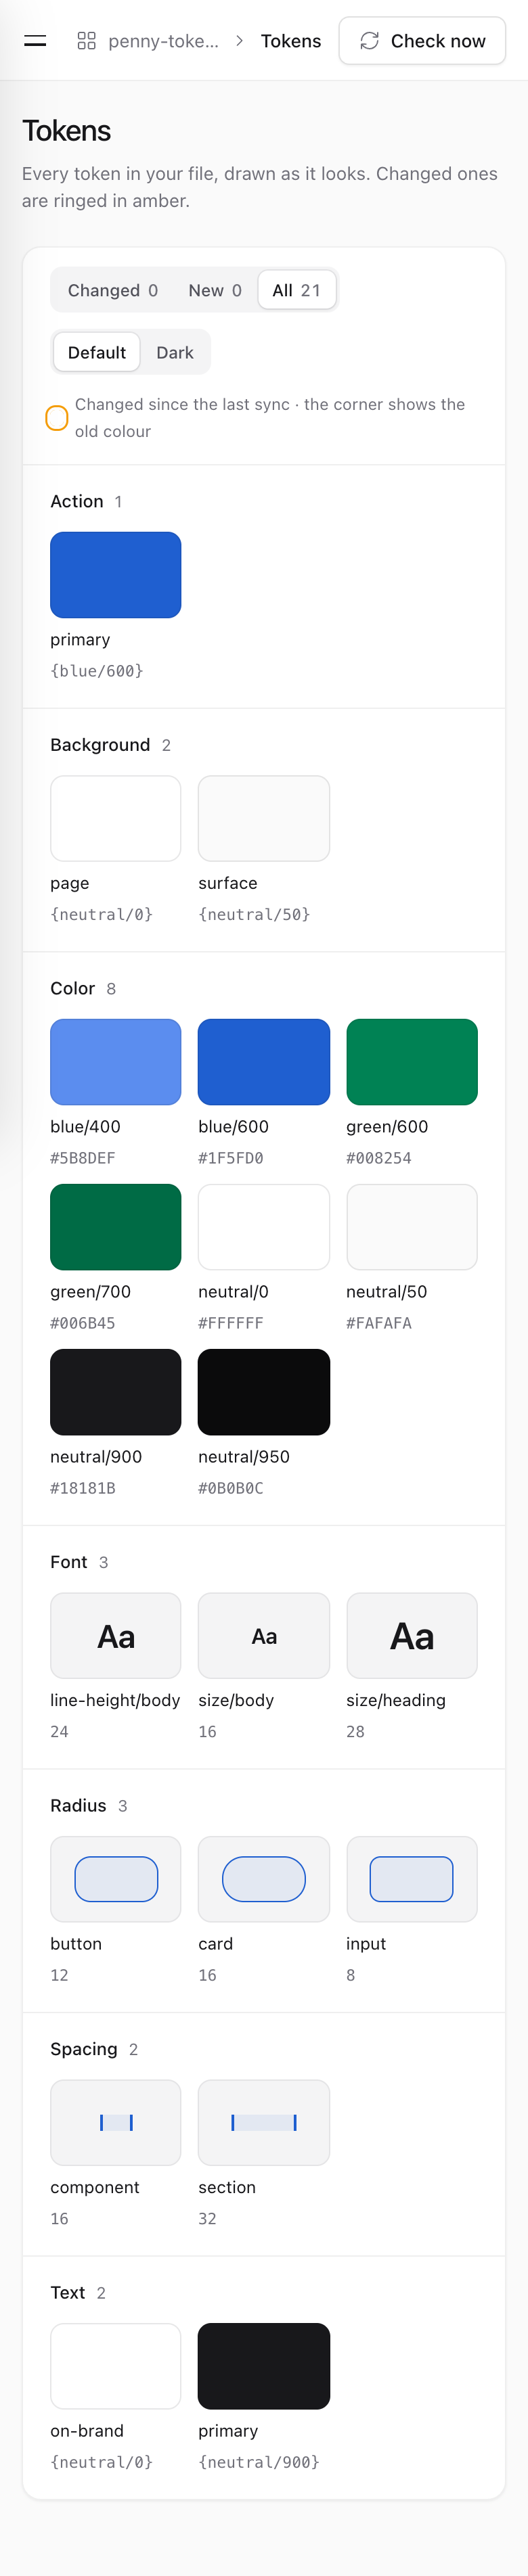 penny-toke... > Tokens
Check now
Tokens
Every token in your file, drawn as it looks. Changed ones
are ringed in amber.
Changed 0 New 0 All 21
Default Dark
Changed since the last sync · the corner shows the
old colour
Action 1
primary
{blue/600}
Background 2
page surface
{neutral/0} {neutral/50}
Color 8
blue/400 blue/600 green/600
#5B8DEF #1F5FD0 #008254
green/700 neutral/0 neutral/50
#006B45 #FFFFFF #FAFAFA
neutral/900 neutral/950
#18181B #0B0B0C
Font 3
Aa Aa Aa
line-height/body size/body size/heading
24 16 28
Radius 3
button card input
12 16 8
Spacing 2
component section
16 32
Text 2
on-brand primary
{neutral/0} {neutral/900}